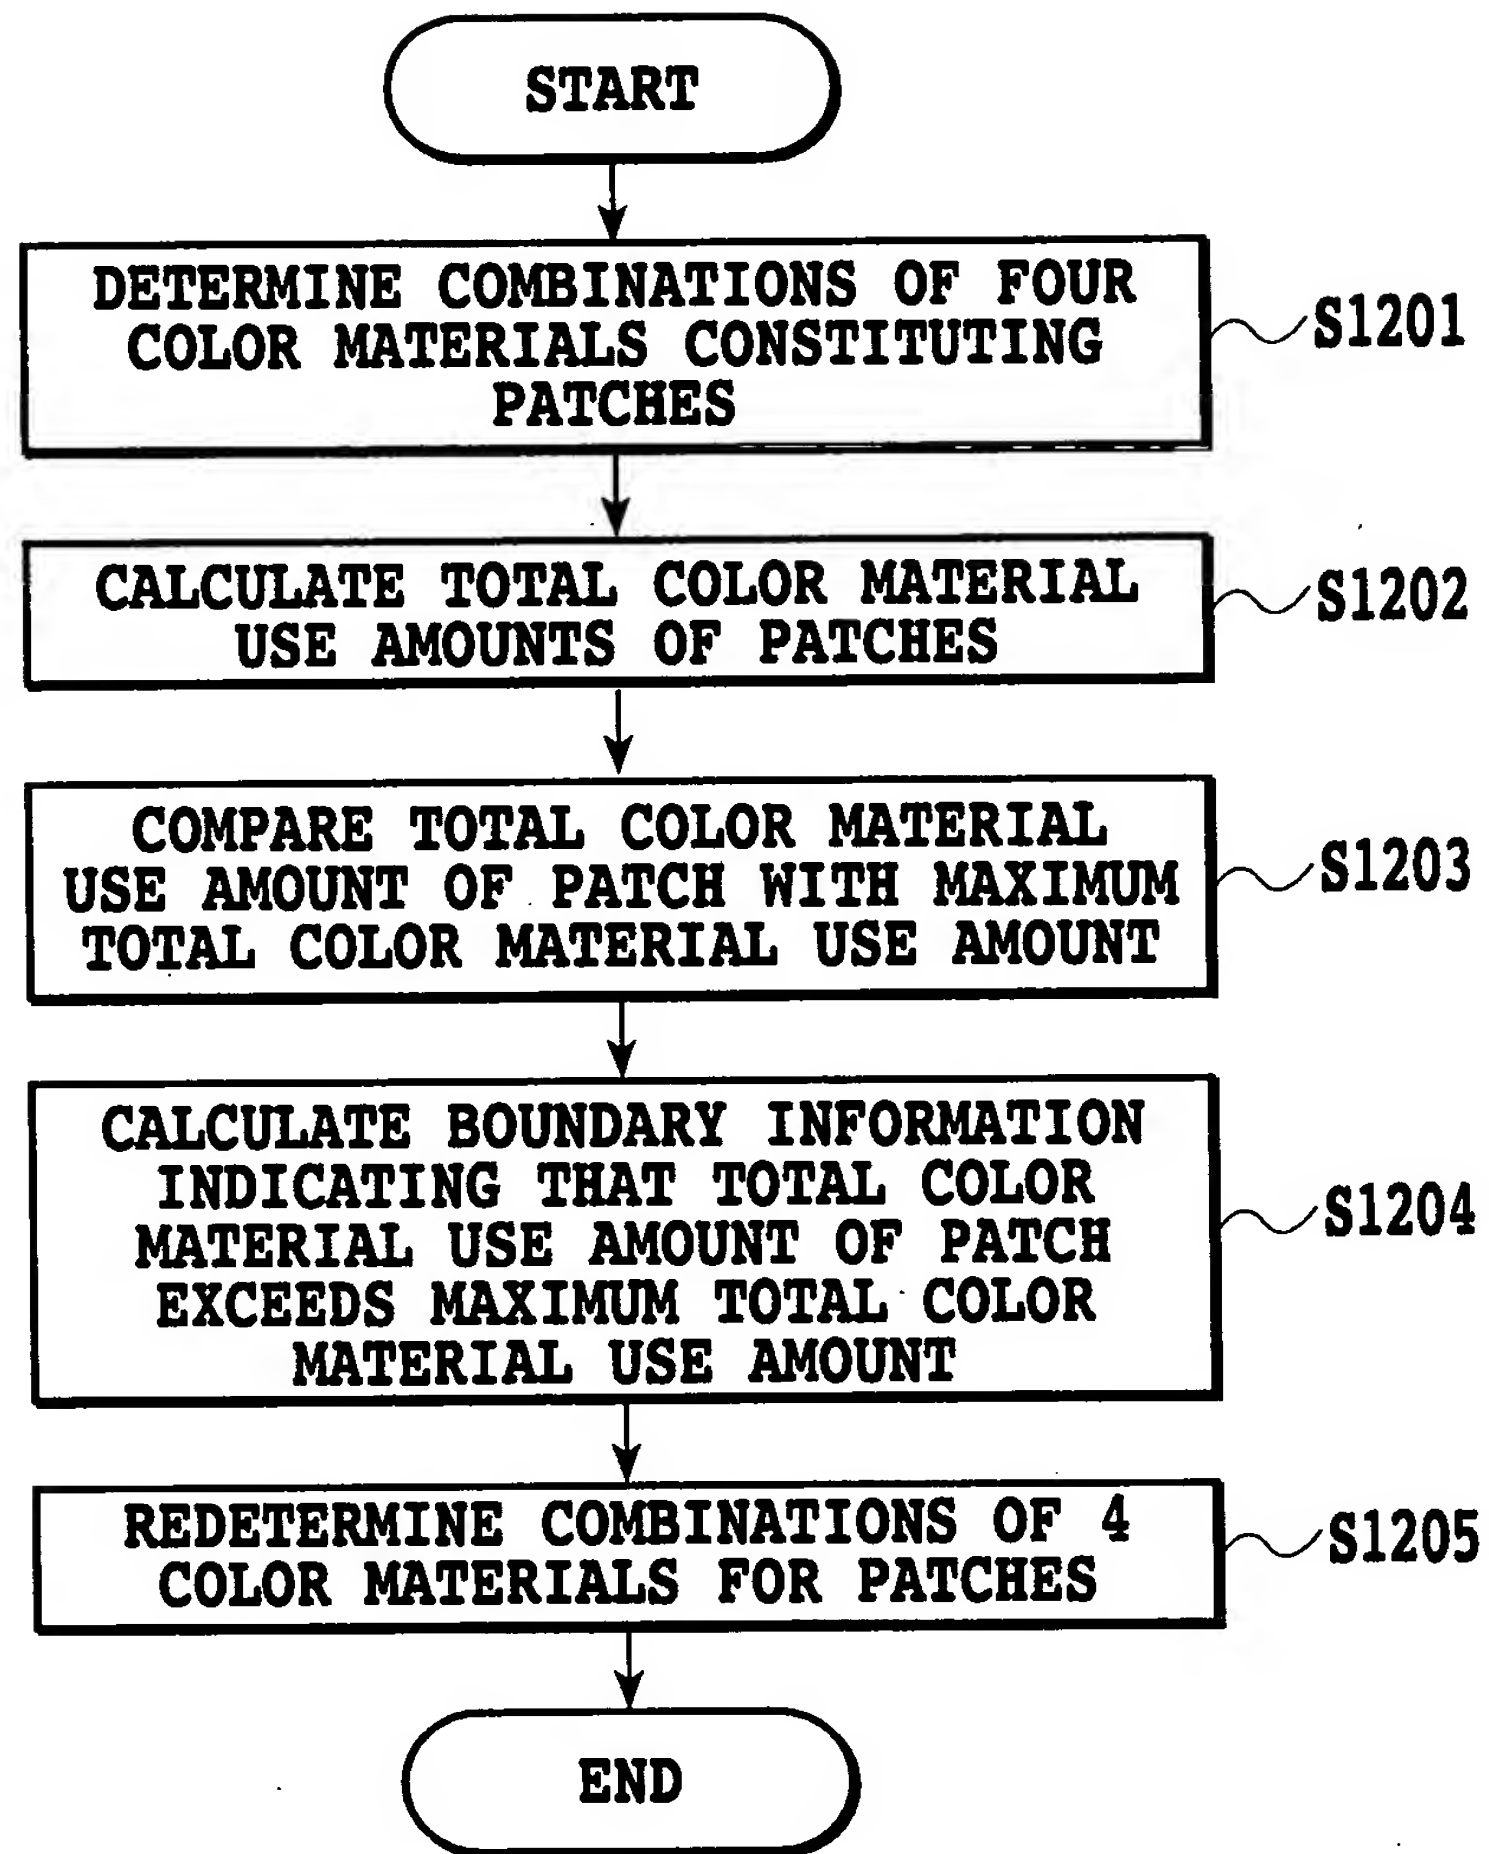 START
DETERMINE COMBINATIONS OF FOUR
COLOR MATERIALS CONSTITUTING
PATCHES
S1201
CALCULATE TOTAL COLOR MATERIAL
USE AMOUNTS OF PATCHES
S1202
COMPARE TOTAL COLOR MATERIAL
USE AMOUNT OF PATCH WITH MAXIMUM
TOTAL COLOR MATERIAL USE AMOUNT
S1203
CALCULATE BOUNDARY INFORMATION
INDICATING THAT TOTAL COLOR
MATERIAL USE AMOUNT OF PATCH
EXCEEDS MAXIMUM TOTAL COLOR
MATERIAL USE AMOUNT
S1204
REDETERMINE COMBINATIONS OF 4
COLOR MATERIALS FOR PATCHES
S1205
END